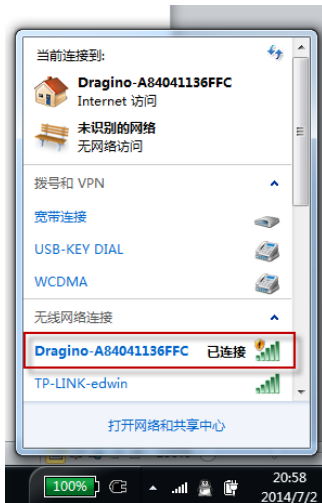 当前连接到:
Dragino-A84041136FFC
Internet 访问
未识别的网络
无网络访问
拨号和 VPN
宽带连接
USB-KEY DIAL
WCDMA
无线网络连接
Dragino-A84041136FFC 已连接
TP-LINK-edwin
打开网络和共享中心
100%
20:58
2014/7/2